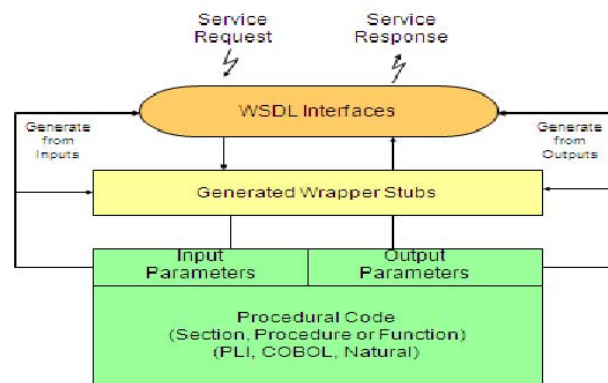 Service Request
Service Response
WSDL Interfaces
Generate from Inputs
Generate from Outputs
Generated Wrapper Stubs
Input Parameters
Output Parameters
Procedural Code
(Section, Procedure or Function)
(PLI, COBOL, Natural)